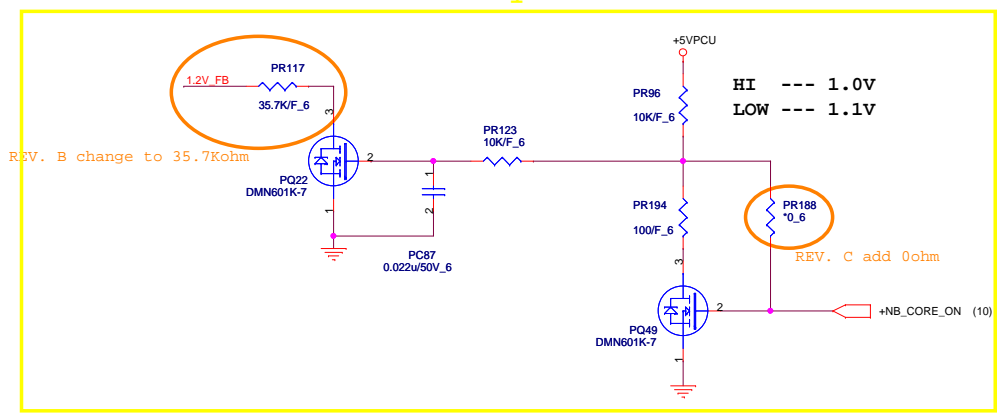 +5VPCU
PR117
1.2V_FB
35.7K/F_6
3
HI --- 1.0V
LOW --- 1.1V
PR96
10K/F_6
PR123
10K/F_6
REV. B change to 35.7Kohm
2
PQ22
DMN601K-7
1
1
2
PR194
100/F_6
PR188
*0_6
PC87
0.022u/50V_6
REV. C add 0ohm
3
2
+NB_CORE_ON (10)
PQ49
DMN601K-7
1